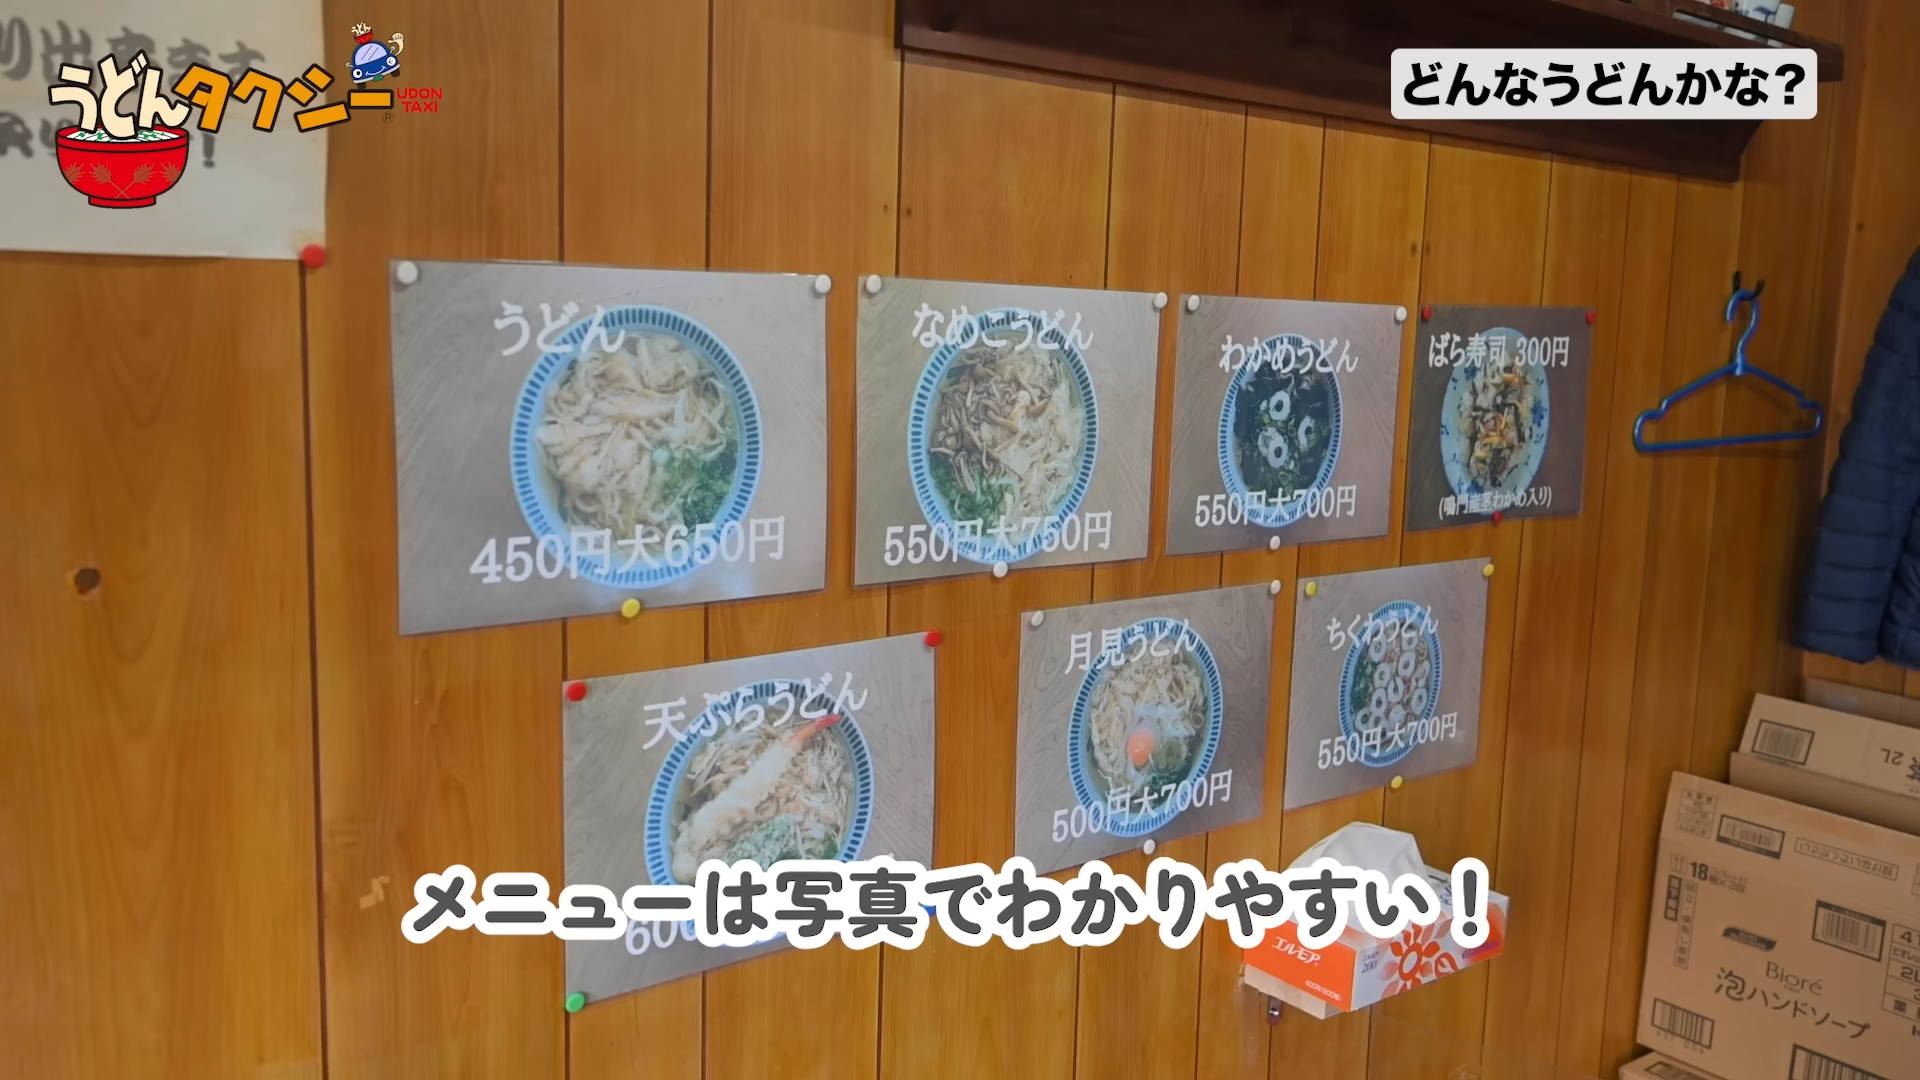 うどんタクシー
UDON
TAXI
どんなうどんかな？
うどん
450円大650円
なめこうどん
550円大750円
わかめうどん
550円大700円
ばら寿司 300円
(鳴門産茎わかめ入り)
天ぷらうどん
月見うどん
500円大700円
ちくわうどん
550円大700円
メニューは写真でわかりやすい！
エルモア
200
Bioré
泡ハンドソープ
2L